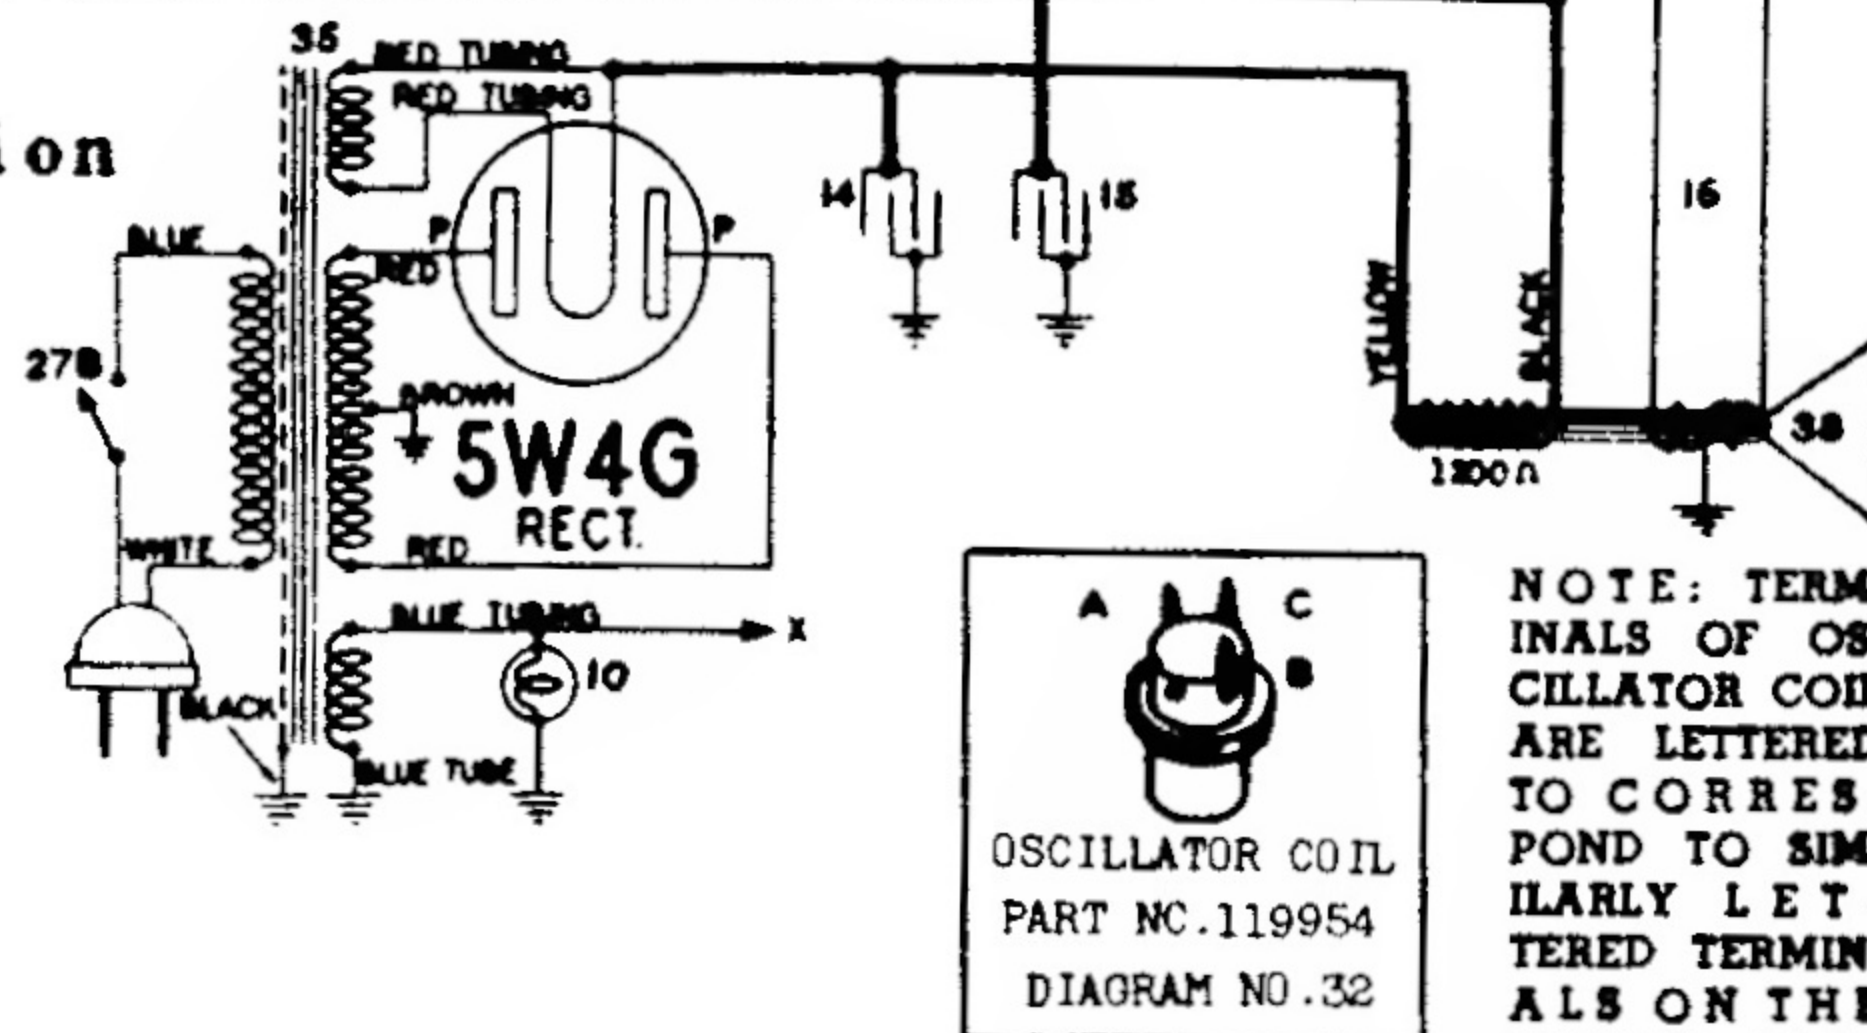 35
RED TUBING
RED TUBING
on
14
15
16
BLUE
P
P
RED
YELLOW
BLACK
27B
BROWN
5W4G
RECT.
38
WHITE
RED
BLUE TUBING
X
10
BLACK
BLUE TUBE
A
C
B
OSCILLATOR COIL
PART NO.119954
DIAGRAM NO.32
NOTE: TERM
INALS OF OS
CILLATOR COI
ARE LETTERED
TO CORRES
POND TO SIM
ILARLY LET
TERED TERMIN
ALS ON THE